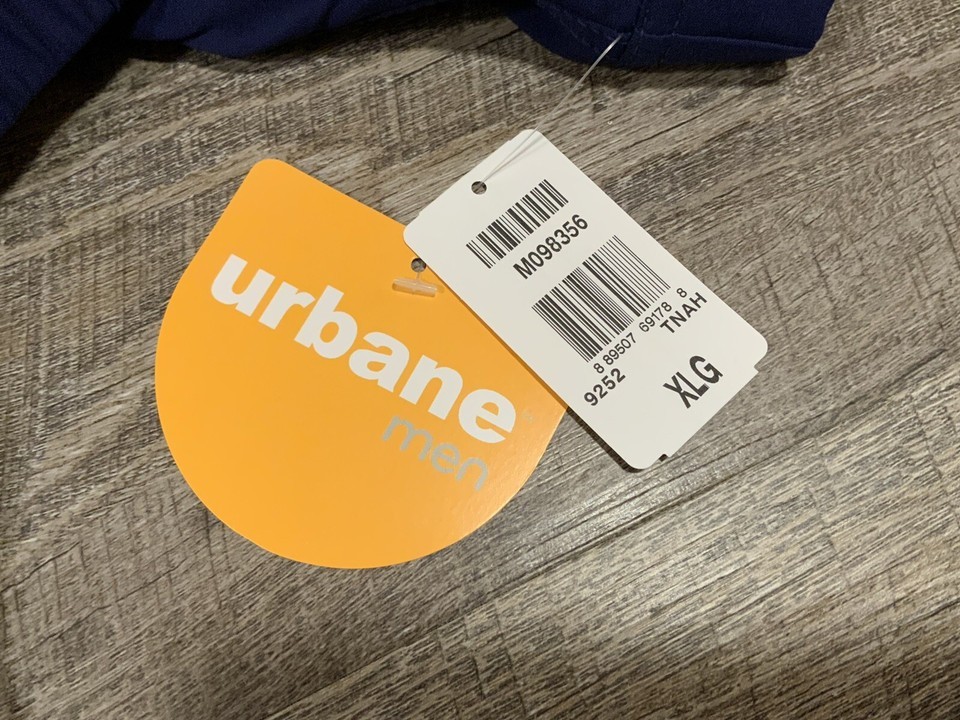 urbane
men
M098356
8 89507 69178 8
9252 TNAH
XLG